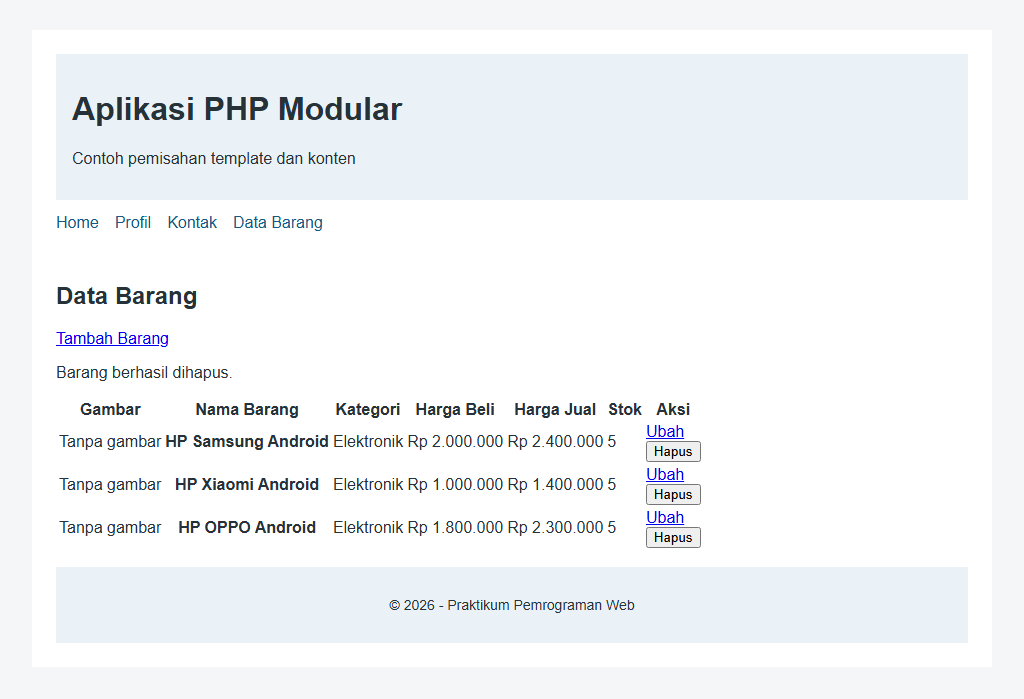 Aplikasi PHP Modular
Contoh pemisahan template dan konten
Home Profil Kontak Data Barang
Data Barang
Tambah Barang
Barang berhasil dihapus.
Gambar Nama Barang Kategori Harga Beli Harga Jual Stok Aksi
Tanpa gambar HP Samsung Android Elektronik Rp 2.000.000 Rp 2.400.000 5 Ubah
Hapus
Tanpa gambar HP Xiaomi Android Elektronik Rp 1.000.000 Rp 1.400.000 5 Ubah
Hapus
Tanpa gambar HP OPPO Android Elektronik Rp 1.800.000 Rp 2.300.000 5 Ubah
Hapus
© 2026 - Praktikum Pemrograman Web